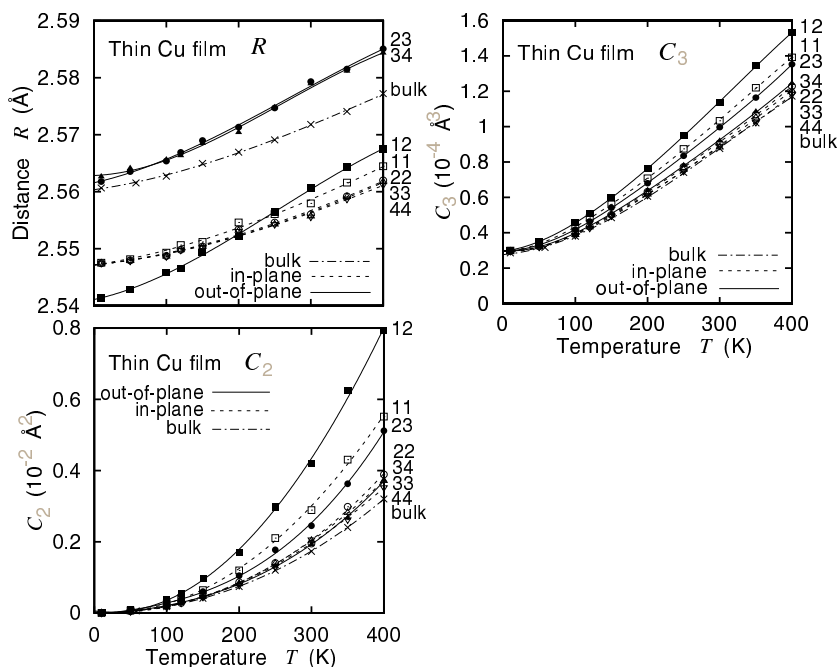 Thin Cu film R
2.59
2.58
2.57
2.56
2.55
2.54
Distance R (Å)
23
34
bulk
12
11
22
33
44
bulk
in-plane
out-of-plane
Thin Cu film C3
1.6
1.4
1.2
1.0
0.8
0.6
0.4
0.2
0
C3 (10-4 Å3)
12
11
23
34
22
33
44
bulk
bulk
in-plane
out-of-plane
0 100 200 300 400
Temperature T (K)
Thin Cu film C2
0.8
0.6
0.4
0.2
0
C2 (10-2 Å2)
out-of-plane
in-plane
bulk
12
11
23
22
34
33
44
bulk
0 100 200 300 400
Temperature T (K)